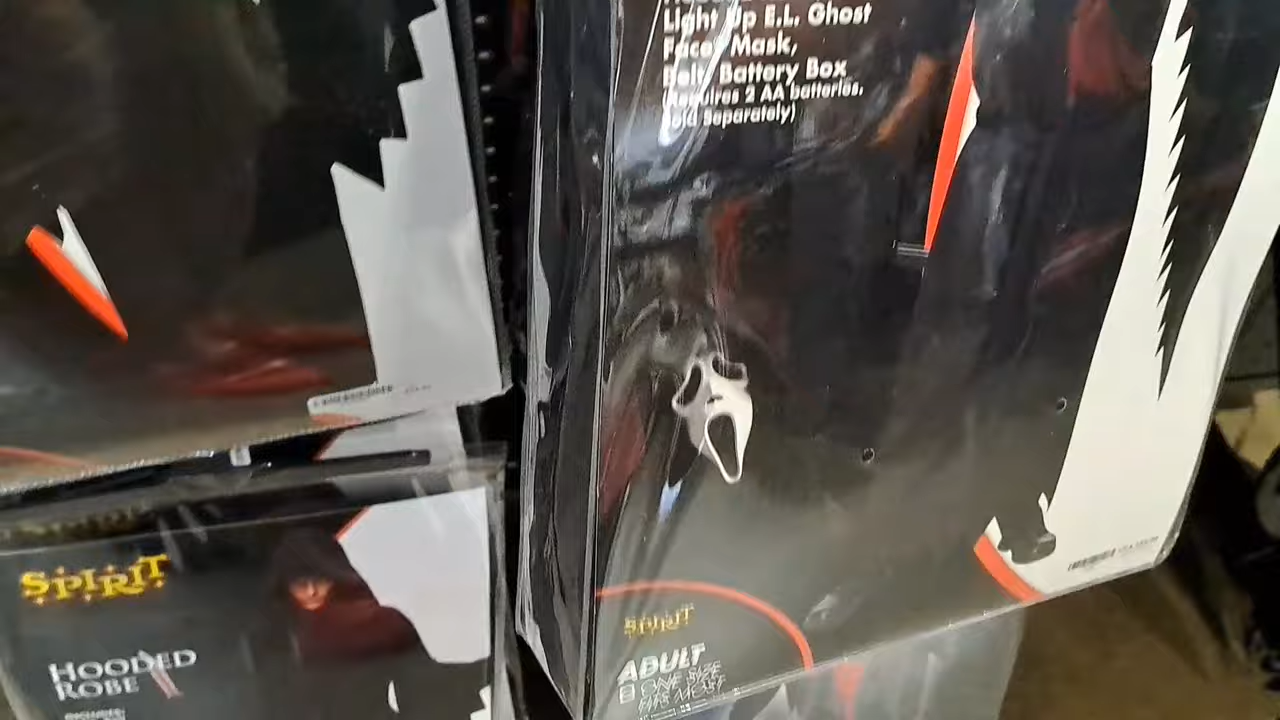 Light Up E.L. Ghost
Face® Mask,
Belt, Battery Box
(Requires 2 AA batteries,
Sold Separately)
SPIRIT
HOODED
ROBE
INCLUDES:
SPIRIT
ADULT
ONE SIZE
FITS MOST